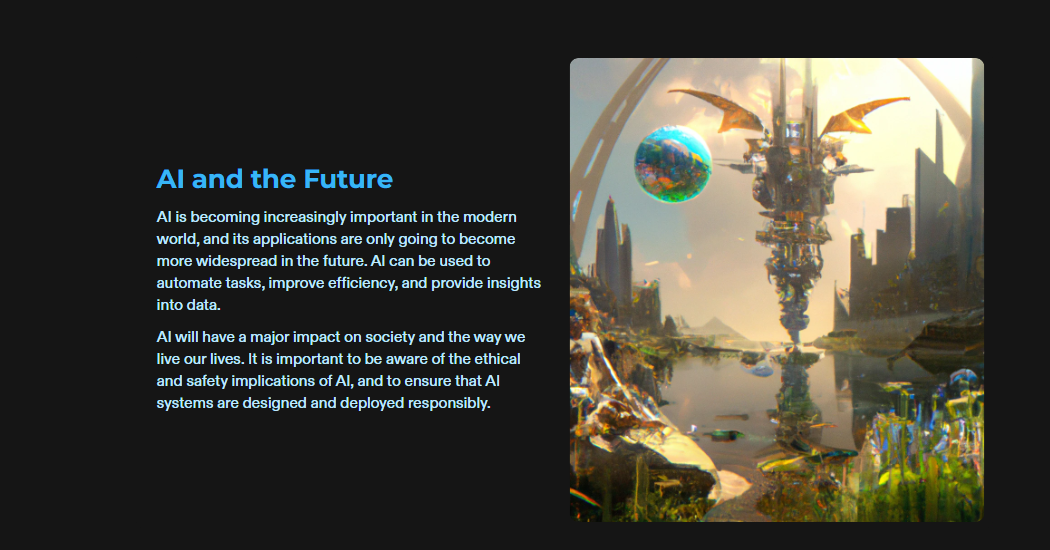 AI and the Future
AI is becoming increasingly important in the modern
world, and its applications are only going to become
more widespread in the future. AI can be used to
automate tasks, improve efficiency, and provide insights
into data.
AI will have a major impact on society and the way we
live our lives. It is important to be aware of the ethical
and safety implications of AI, and to ensure that AI
systems are designed and deployed responsibly.